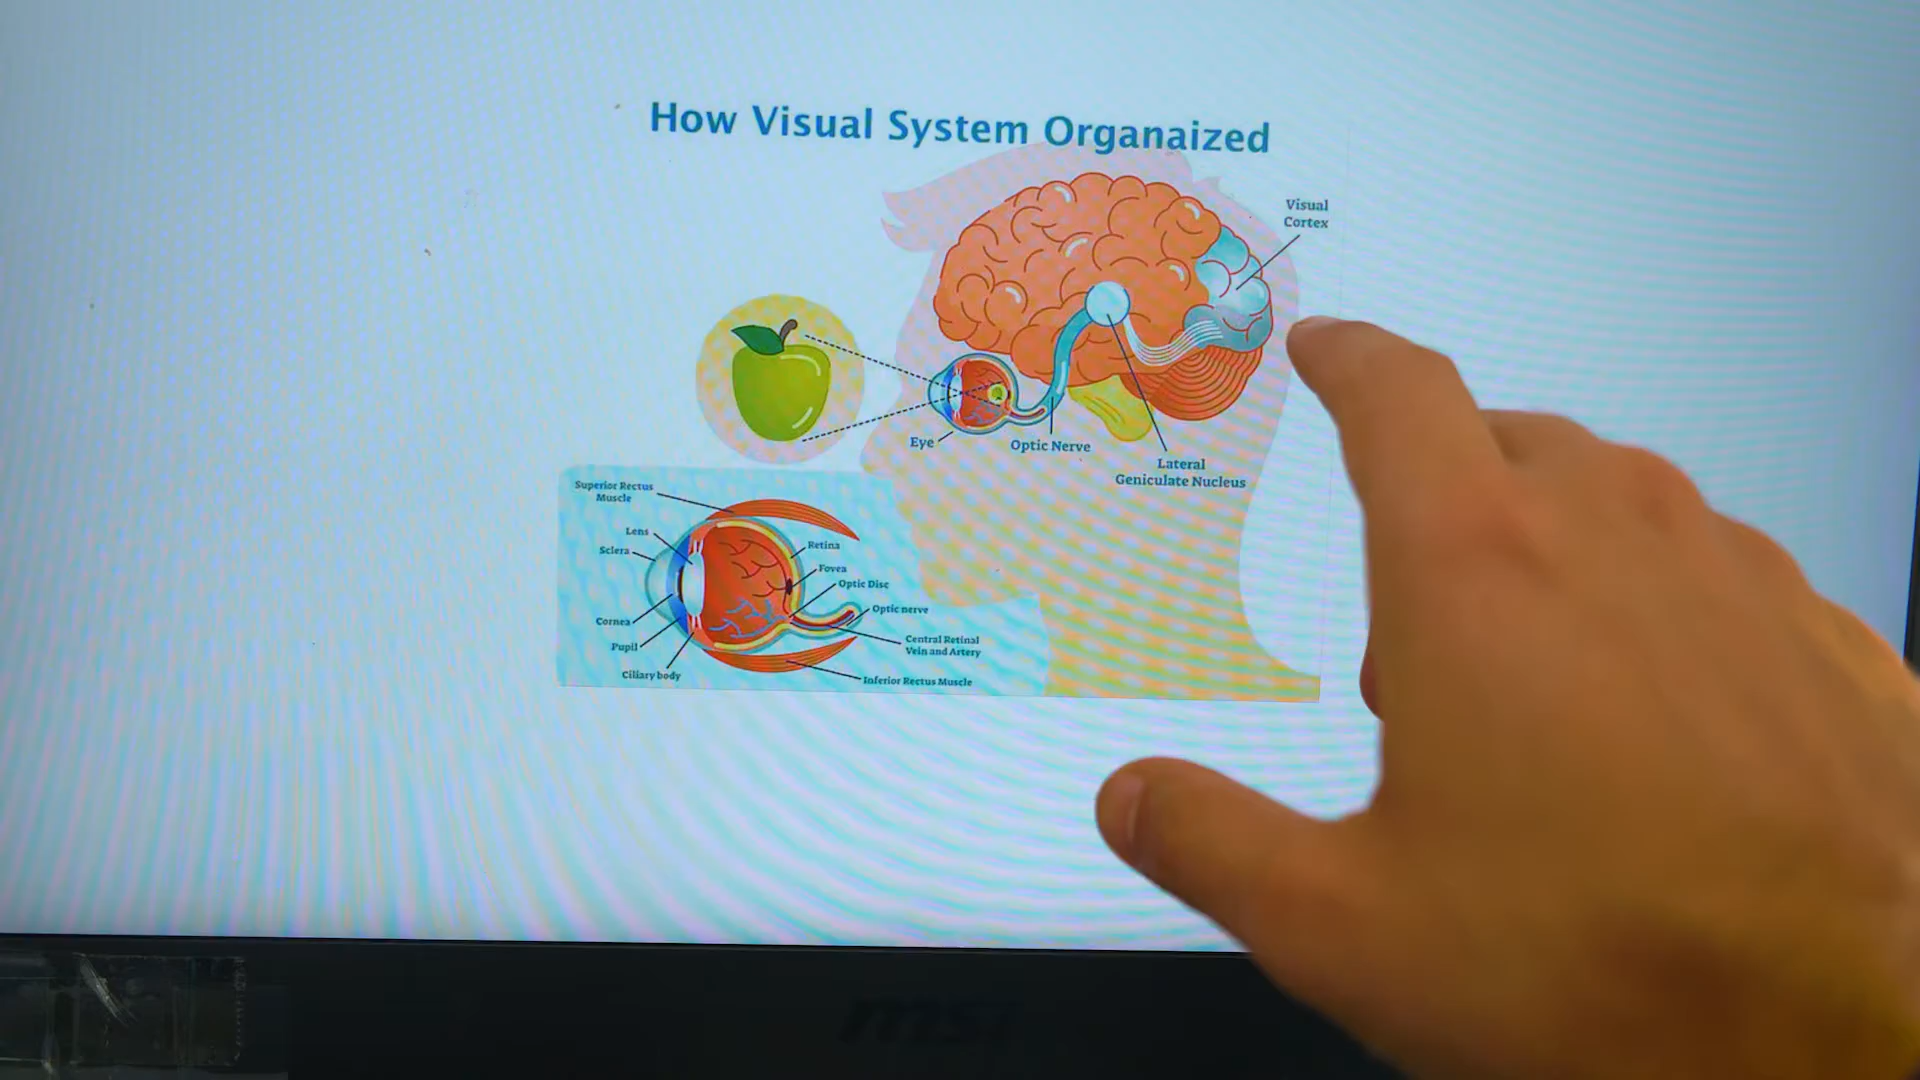 How Visual System Organaized
Visual
Cortex
Eye
Optic Nerve
Lateral
Geniculate Nucleus
Superior Rectus
Muscle
Lens
Sclera
Cornea
Pupil
Ciliary body
Retina
Fovea
Optic Disc
Optic nerve
Central Retinal
Vein and Artery
Inferior Rectus Muscle
msi